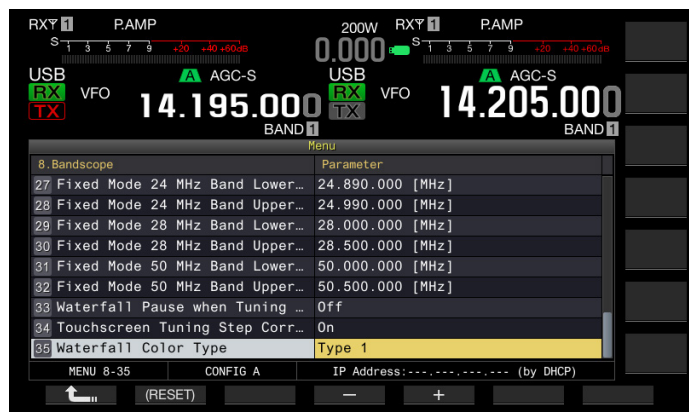 RX 1 P.AMP 200W RX 1 P.AMP
S 1 3 5 7 9 +20 +40 +60dB 0.000 S 1 3 5 7 9 +20 +40 +60dB
USB A AGC-S USB A AGC-S
RX VFO 14.195.000 RX VFO 14.205.000
TX TX
BAND 1 BAND 1
Menu
8.Bandscope Parameter
27 Fixed Mode 24 MHz Band Lower… 24.890.000 [MHz]
28 Fixed Mode 24 MHz Band Upper… 24.990.000 [MHz]
29 Fixed Mode 28 MHz Band Lower… 28.000.000 [MHz]
30 Fixed Mode 28 MHz Band Upper… 28.500.000 [MHz]
31 Fixed Mode 50 MHz Band Lower… 50.000.000 [MHz]
32 Fixed Mode 50 MHz Band Upper… 50.500.000 [MHz]
33 Waterfall Pause when Tuning … Off
34 Touchscreen Tuning Step Corr… On
35 Waterfall Color Type Type 1
MENU 8-35 CONFIG A IP Address:---.---.---.--- (by DHCP)
(RESET) − +